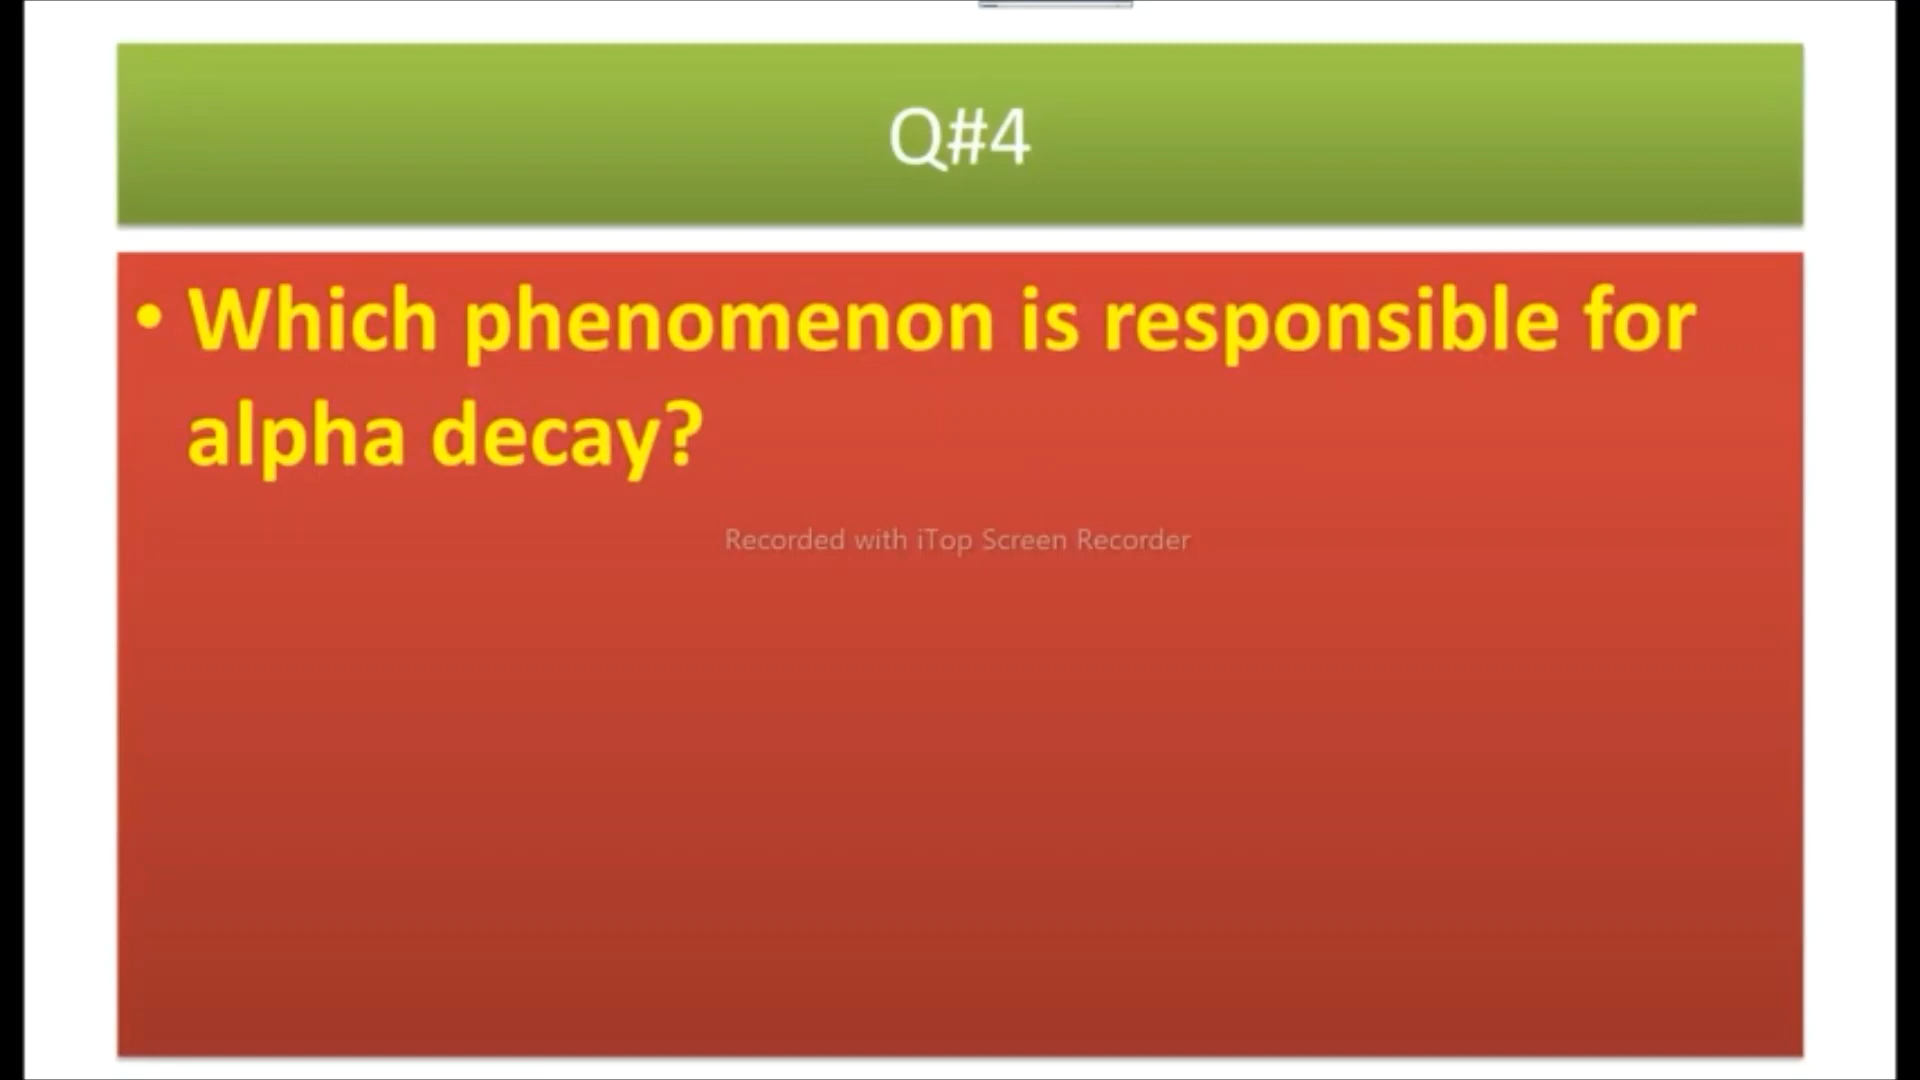 Q#4
• Which phenomenon is responsible for
alpha decay?
Recorded with iTop Screen Recorder